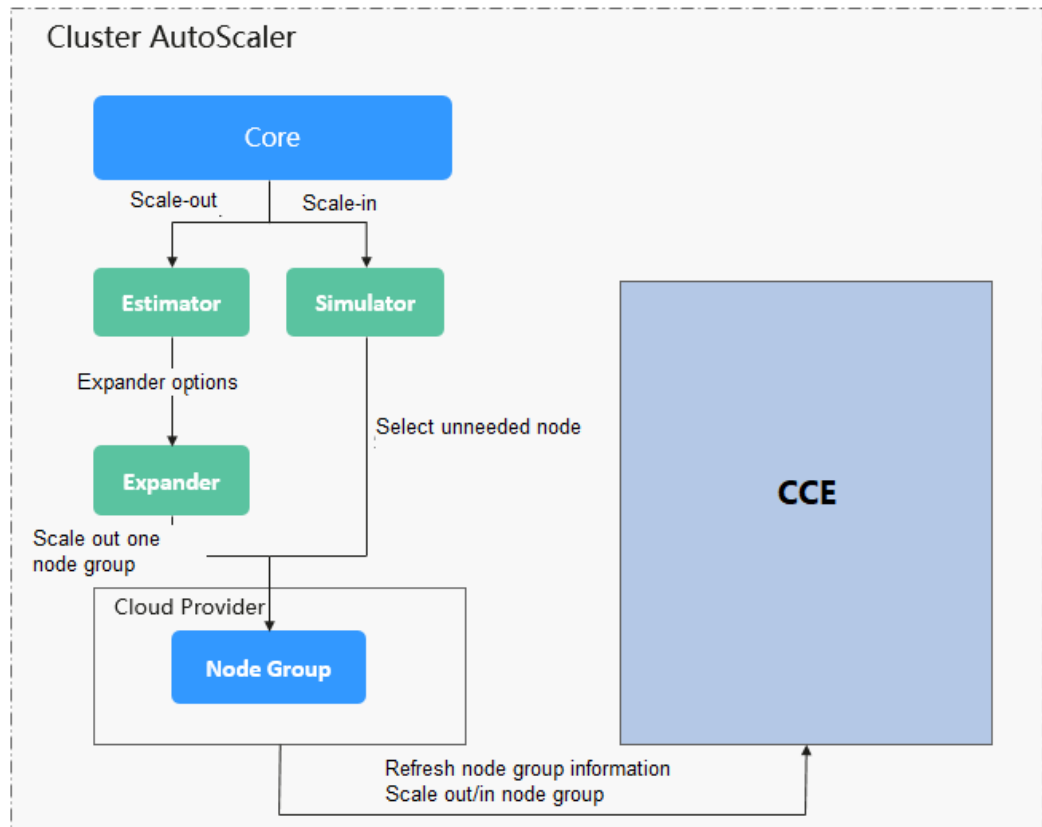 Cluster AutoScaler
Core
Scale-out
Scale-in
Estimator
Simulator
Expander options
Select unneeded node
Expander
CCE
Scale out one
node group
Cloud Provider
Node Group
Refresh node group information
Scale out/in node group